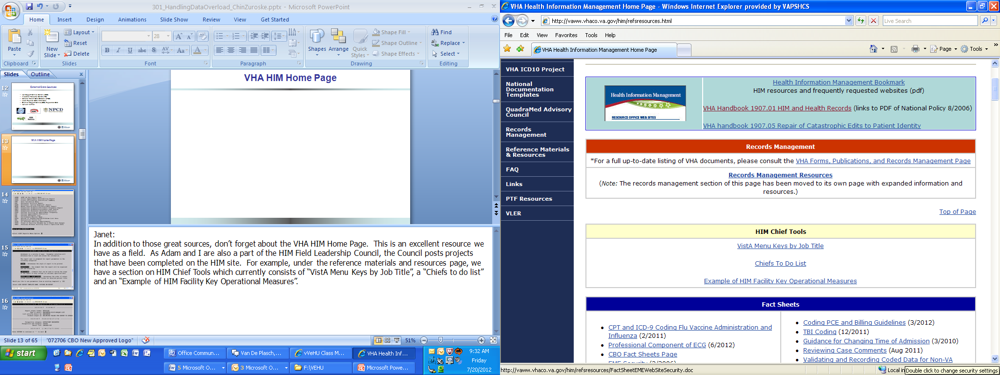 301_HandlingDataOverload_ChinZuroske.pptx - Microsoft PowerPoint
Home Insert Design Animations Slide Show Review View Get Started
Paste
Clipboard
New Slide
Layout
Reset
Delete
Slides
28
Font
Paragraph
Shapes Arrange Quick Styles
Shape Fill
Shape Outline
Shape Effects
Drawing
Find
Replace
Select
Editing
Slides Outline
12
External Data Sources
NPCD
13
VHA HIM Home Page
14
15
16
VHA HIM Home Page
Janet:
In addition to those great sources, don't forget about the VHA HIM Home Page. This is an excellent resource we
have as a field. As Adam and I are also a part of the HIM Field Leadership Council, the Council posts projects
that have been completed on the HIM site. For example, under the reference materials and resources page, we
have a section on HIM Chief Tools which currently consists of "VistA Menu Keys by Job Title", a "Chiefs to do list"
and an "Example of HIM Facility Key Operational Measures".
Slide 13 of 65 "072706 CBO New Approved Logo" 51%
start
Office Commun...
Van De Plasch,...
vVeHU Class M...
VHA Health Inf...
5 Microsoft O...
3 Microsoft O...
F:\VEHU
Microsoft Powe...
9:32 AM
Friday
7/20/2012
VHA Health Information Management Home Page - Windows Internet Explorer provided by VAPSHCS
http://vaww.vhaco.va.gov/him/refsresources.html
Live Search
File Edit View Favorites Tools Help
VHA Health Information Management Home Page
Page Tools
VHA ICD10 Project
National
Documentation
Templates
QuadraMed Advisory
Council
Records
Management
Reference Materials
& Resources
FAQ
Links
PTF Resources
VLER
Health Information Management
RESOURCE OFFICE WEB SITES
Health Information Management Bookmark
HIM resources and frequently requested websites (pdf)
VHA Handbook 1907.01 HIM and Health Records (links to PDF of National Policy 8/2006)
VHA handbook 1907.05 Repair of Catastrophic Edits to Patient Identity
Records Management
*For a full up-to-date listing of VHA documents, please consult the VHA Forms, Publications, and Records Management Page
Records Management Resources
(Note: The records management section of this page has been moved to its own page with expanded information and
resources.)
Top of Page
HIM Chief Tools
VistA Menu Keys by Job Title
Chiefs To Do List
Example of HIM Facility Key Operational Measures
Fact Sheets
CPT and ICD-9 Coding Flu Vaccine Administration and
Influenza (2/2011)
Professional Component of ECG (6/2012)
CBO Fact Sheets Page
Coding PCE and Billing Guidelines (3/2012)
TBI Coding (12/2011)
Guidance for Changing Time of Admission (3/2010)
Reviewing Case Comments (Aug 2011)
Validating and Recording Coded Data for Non-VA
http://vaww.vhaco.va.gov/him/refsresources/FactSheetEMEWebSiteSecurity.doc
Local in
Double click to change security settings